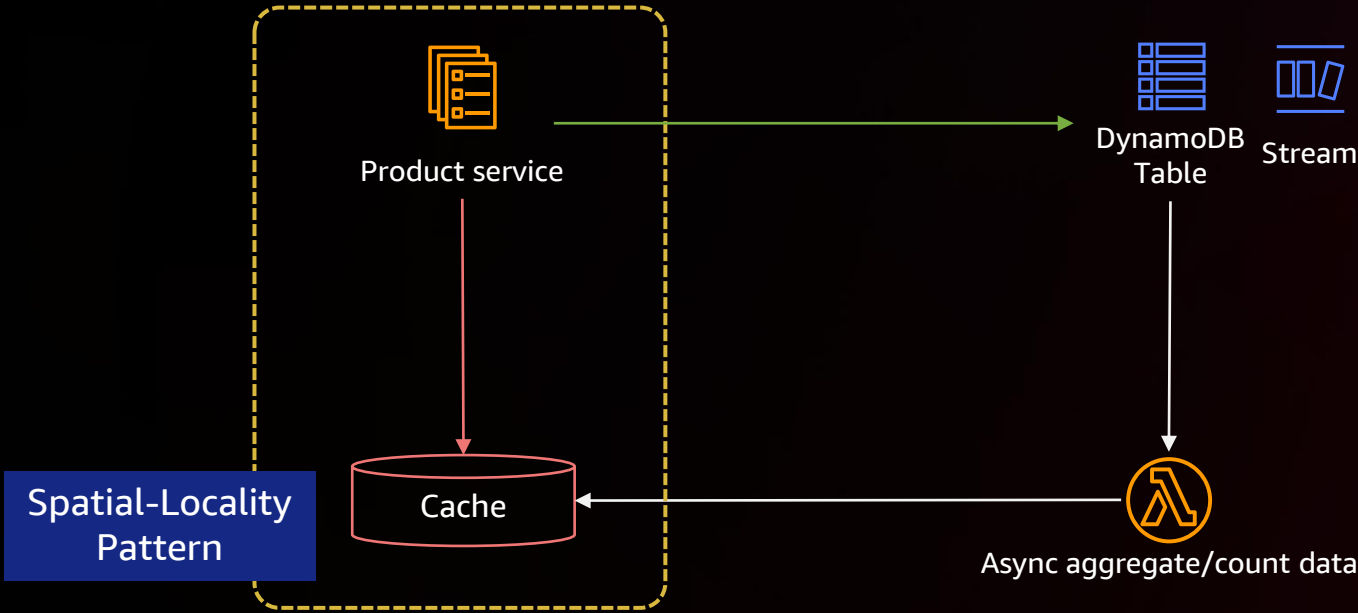 Product service
DynamoDB
Table
Stream
Spatial-Locality
Pattern
Cache
Async aggregate/count data